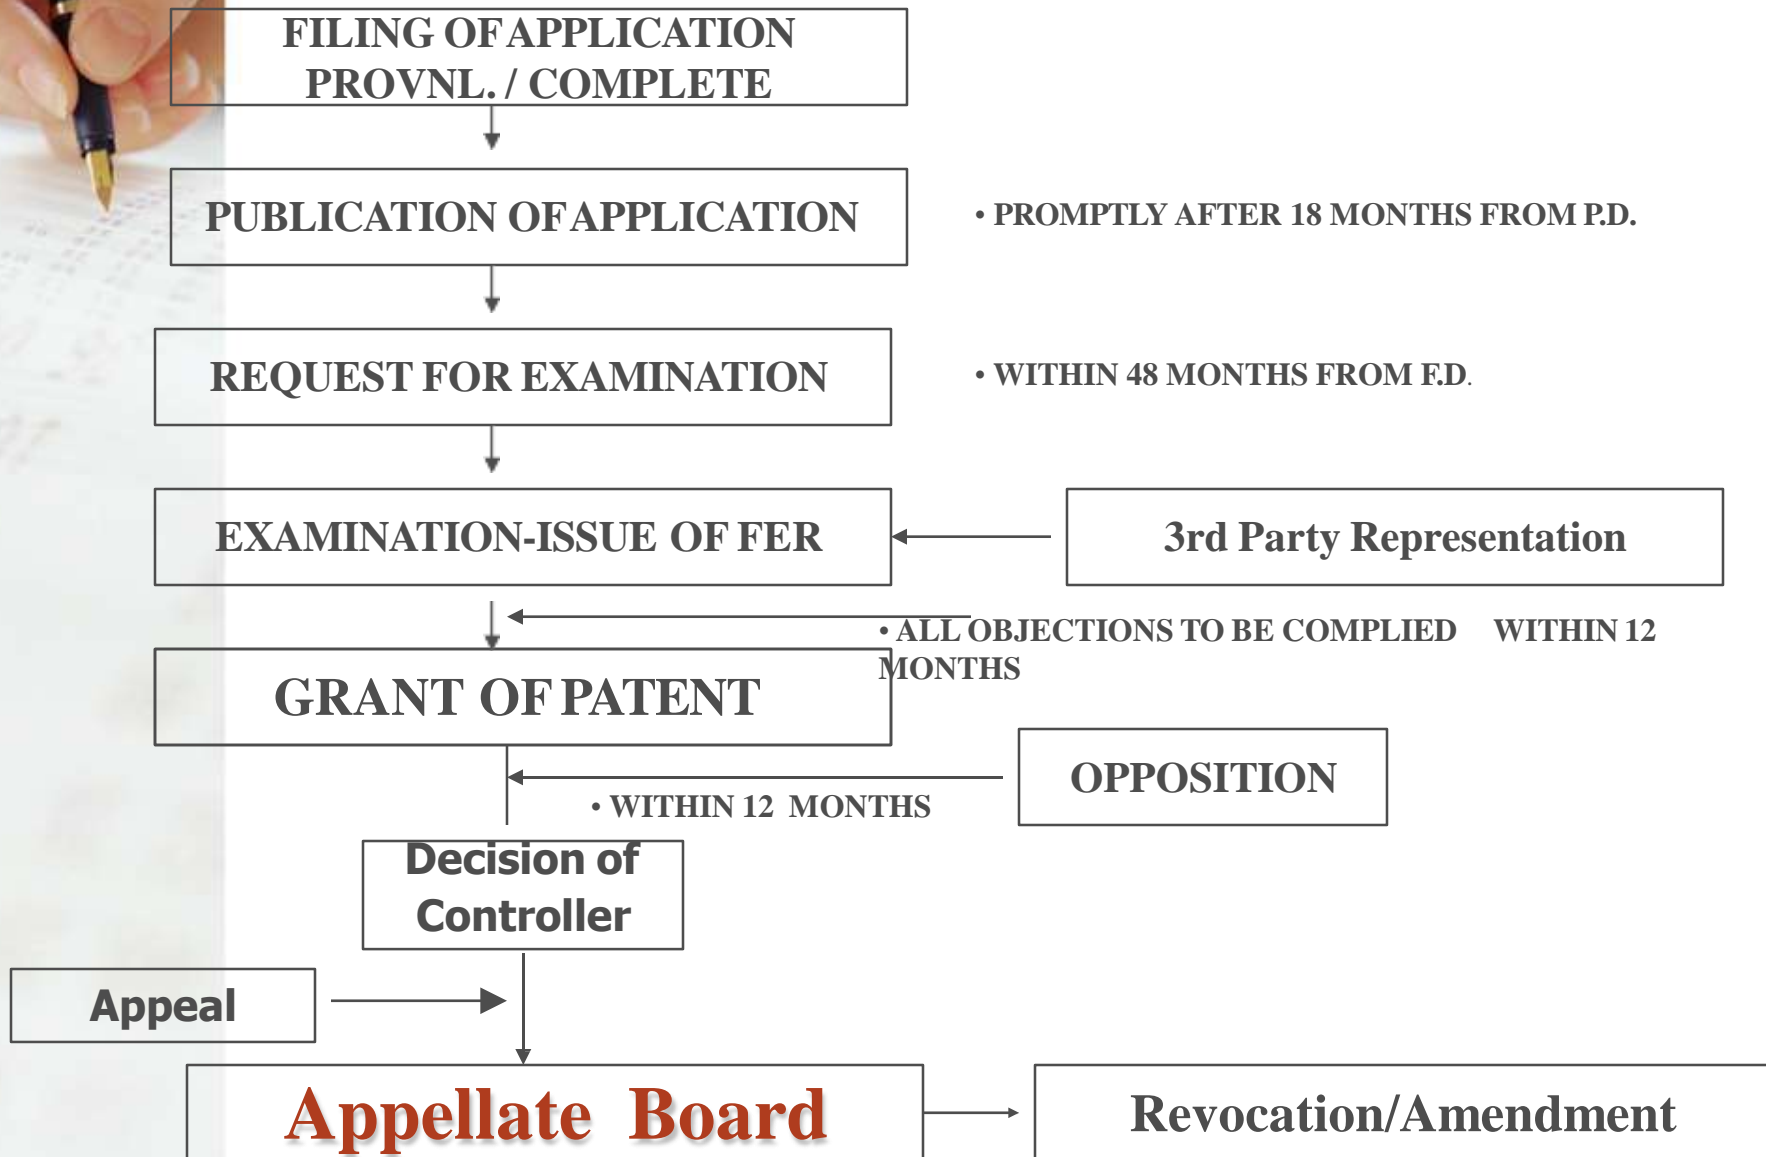 FILING OF APPLICATION
PROVNL. / COMPLETE
PUBLICATION OF APPLICATION
• PROMPTLY AFTER 18 MONTHS FROM P.D.
REQUEST FOR EXAMINATION
• WITHIN 48 MONTHS FROM F.D.
EXAMINATION-ISSUE OF FER
3rd Party Representation
• ALL OBJECTIONS TO BE COMPLIED WITHIN 12
MONTHS
GRANT OF PATENT
OPPOSITION
• WITHIN 12 MONTHS
Decision of
Controller
Appeal
Appellate Board
Revocation/Amendment